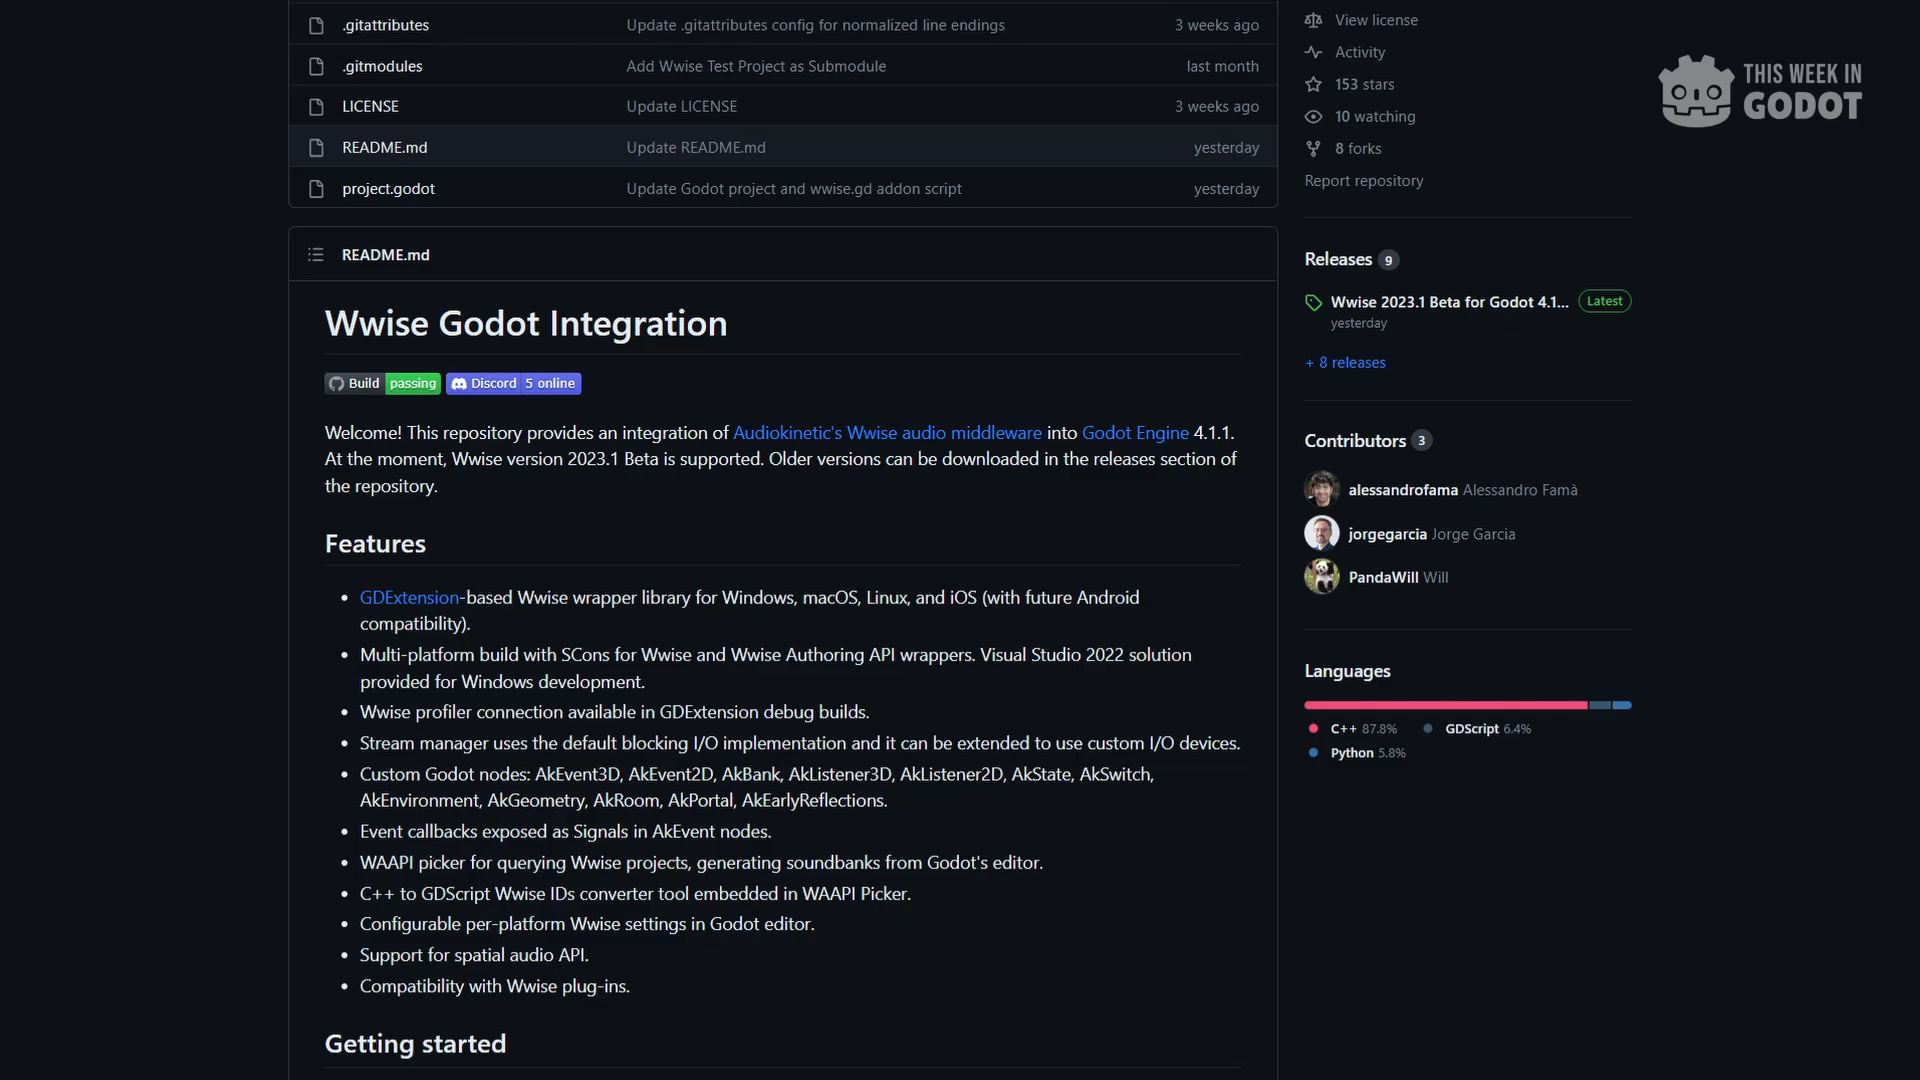 .gitattributes Update .gitattributes config for normalized line endings 3 weeks ago
.gitmodules Add Wwise Test Project as Submodule last month
LICENSE Update LICENSE 3 weeks ago
README.md Update README.md yesterday
project.godot Update Godot project and wwise.gd addon script yesterday
README.md
Wwise Godot Integration
Build passing Discord 5 online
Welcome! This repository provides an integration of Audiokinetic's Wwise audio middleware into Godot Engine 4.1.1.
At the moment, Wwise version 2023.1 Beta is supported. Older versions can be downloaded in the releases section of
the repository.
Features
• GDExtension-based Wwise wrapper library for Windows, macOS, Linux, and iOS (with future Android
compatibility).
• Multi-platform build with SCons for Wwise and Wwise Authoring API wrappers. Visual Studio 2022 solution
provided for Windows development.
• Wwise profiler connection available in GDExtension debug builds.
• Stream manager uses the default blocking I/O implementation and it can be extended to use custom I/O devices.
• Custom Godot nodes: AkEvent3D, AkEvent2D, AkBank, AkListener3D, AkListener2D, AkState, AkSwitch,
AkEnvironment, AkGeometry, AkRoom, AkPortal, AkEarlyReflections.
• Event callbacks exposed as Signals in AkEvent nodes.
• WAAPI picker for querying Wwise projects, generating soundbanks from Godot's editor.
• C++ to GDScript Wwise IDs converter tool embedded in WAAPI Picker.
• Configurable per-platform Wwise settings in Godot editor.
• Support for spatial audio API.
• Compatibility with Wwise plug-ins.
Getting started
View license
Activity
153 stars
10 watching
8 forks
Report repository
Releases 9
Wwise 2023.1 Beta for Godot 4.1... Latest
yesterday
+ 8 releases
Contributors 3
alessandrofama Alessandro Famà
jorgegarcia Jorge Garcia
PandaWill Will
Languages
C++ 87.8% GDScript 6.4%
Python 5.8%
THIS WEEK IN
GODOT